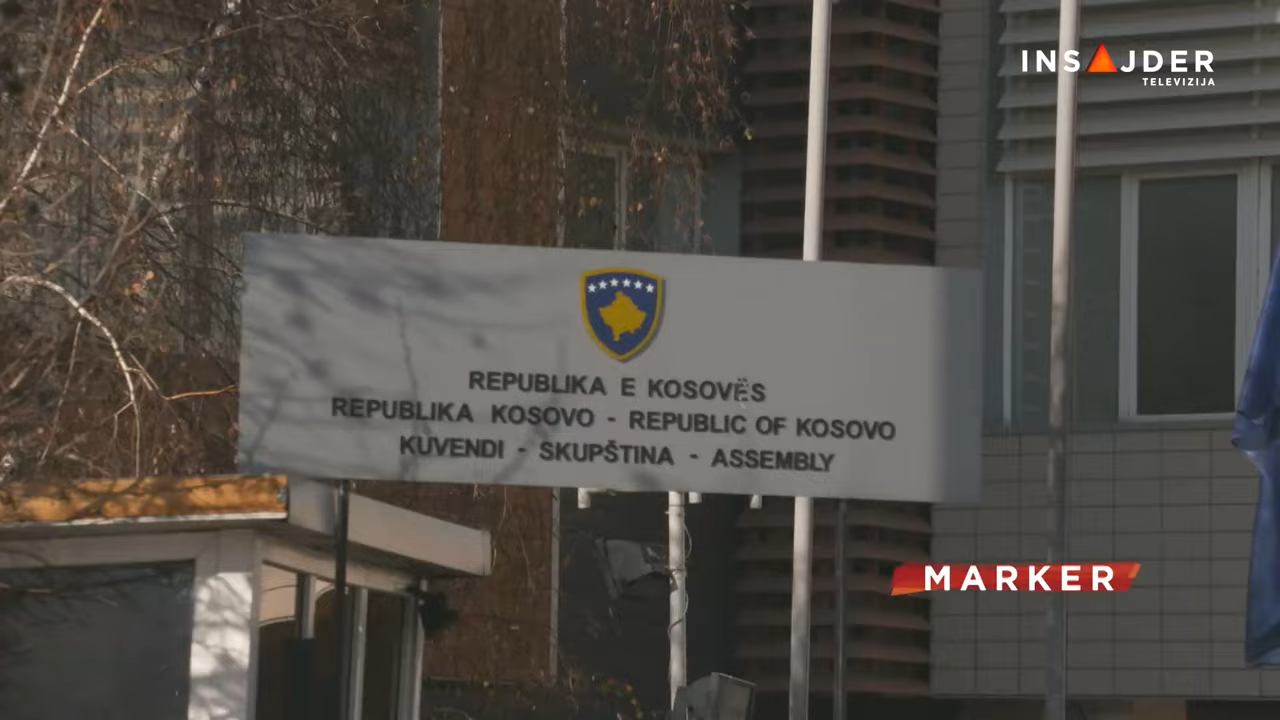 INSAJDER
TELEVIZIJA
REPUBLIKA E KOSOVËS
REPUBLIKA KOSOVO - REPUBLIC OF KOSOVO
KUVENDI - SKUPŠTINA - ASSEMBLY
MARKER